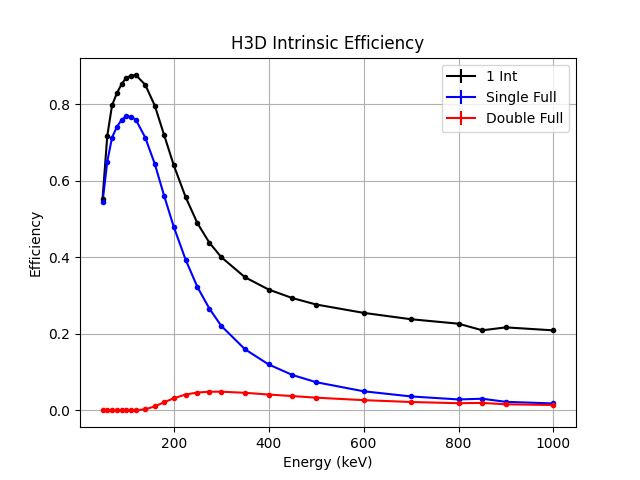 H3D Intrinsic Efficiency
1 Int
Single Full
Double Full
Efficiency
0.8
0.6
0.4
0.2
0.0
200
400
600
800
1000
Energy (keV)